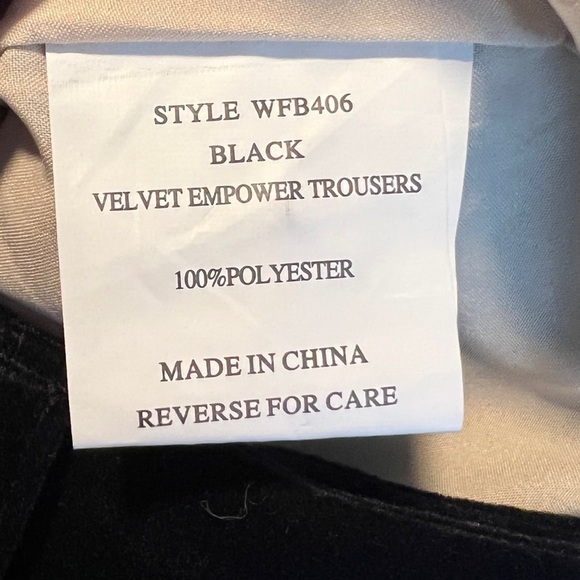 STYLE WFB406
BLACK
VELVET EMPOWER TROUSERS
100%POLYESTER
MADE IN CHINA
REVERSE FOR CARE